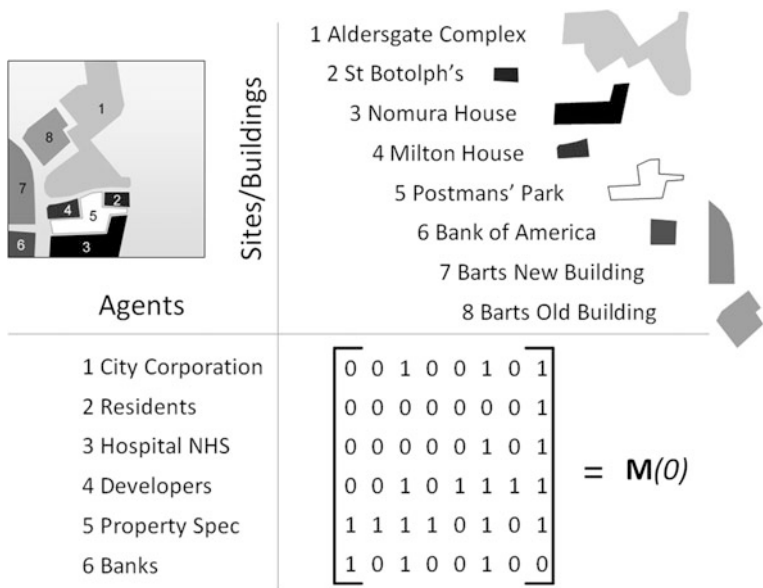 1 Aldersgate Complex
2 St Botolph's
3 Nomura House
4 Milton House
5 Postmans' Park
6 Bank of America
7 Barts New Building
8 Barts Old Building
Sites/Buildings
1
8
7
2
4
5
6
3
Agents
1 City Corporation
2 Residents
3 Hospital NHS
4 Developers
5 Property Spec
6 Banks
0 0 1 0 0 1 0 1
0 0 0 0 0 0 0 1
0 0 0 0 0 1 0 1
0 0 1 0 1 1 1 1
1 1 1 1 0 1 0 1
1 0 1 0 0 1 0 0
= M(0)